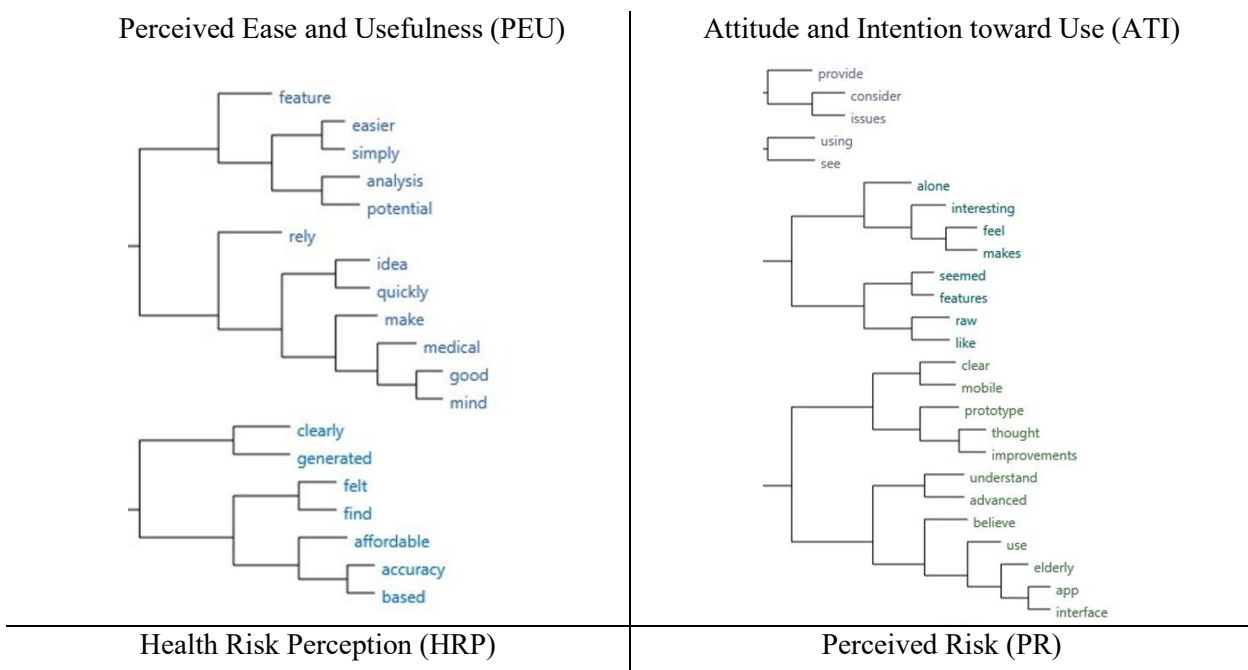 Perceived Ease and Usefulness (PEU)
feature
easier
simply
analysis
potential
rely
idea
quickly
make
medical
good
mind
clearly
generated
felt
find
affordable
accuracy
based
Attitude and Intention toward Use (ATI)
provide
consider
issues
using
see
alone
interesting
feel
makes
seemed
features
raw
like
clear
mobile
prototype
thought
improvements
understand
advanced
believe
use
elderly
app
interface
Health Risk Perception (HRP)
Perceived Risk (PR)